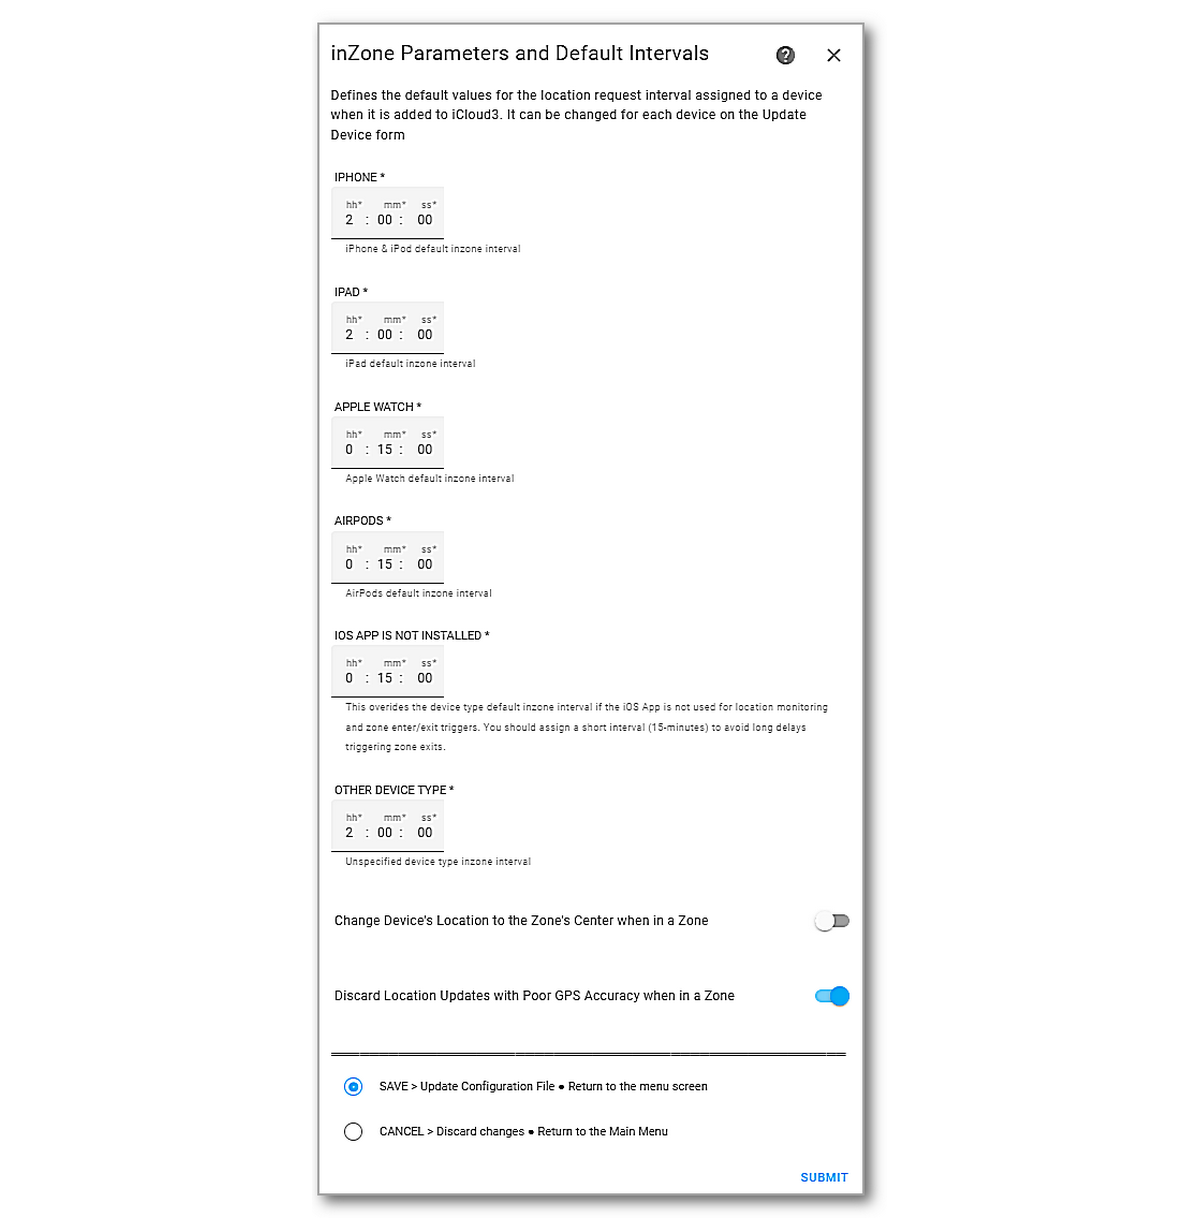 inZone Parameters and Default Intervals
Defines the default values for the location request interval assigned to a device
when it is added to iCloud3. It can be changed for each device on the Update
Device form
IPHONE *
hh* mm* ss*
2 : 00 : 00
iPhone & iPod default inzone interval
IPAD *
hh* mm* ss*
2 : 00 : 00
iPad default inzone interval
APPLE WATCH *
hh* mm* ss*
0 : 15 : 00
Apple Watch default inzone interval
AIRPODS *
hh* mm* ss*
0 : 15 : 00
AirPods default inzone interval
IOS APP IS NOT INSTALLED *
hh* mm* ss*
0 : 15 : 00
This overides the device type default inzone interval if the iOS App is not used for location monitoring
and zone enter/exit triggers. You should assign a short interval (15-minutes) to avoid long delays
triggering zone exits.
OTHER DEVICE TYPE *
hh* mm* ss*
2 : 00 : 00
Unspecified device type inzone interval
Change Device's Location to the Zone's Center when in a Zone
Discard Location Updates with Poor GPS Accuracy when in a Zone
SAVE > Update Configuration File • Return to the menu screen
CANCEL > Discard changes • Return to the Main Menu
SUBMIT